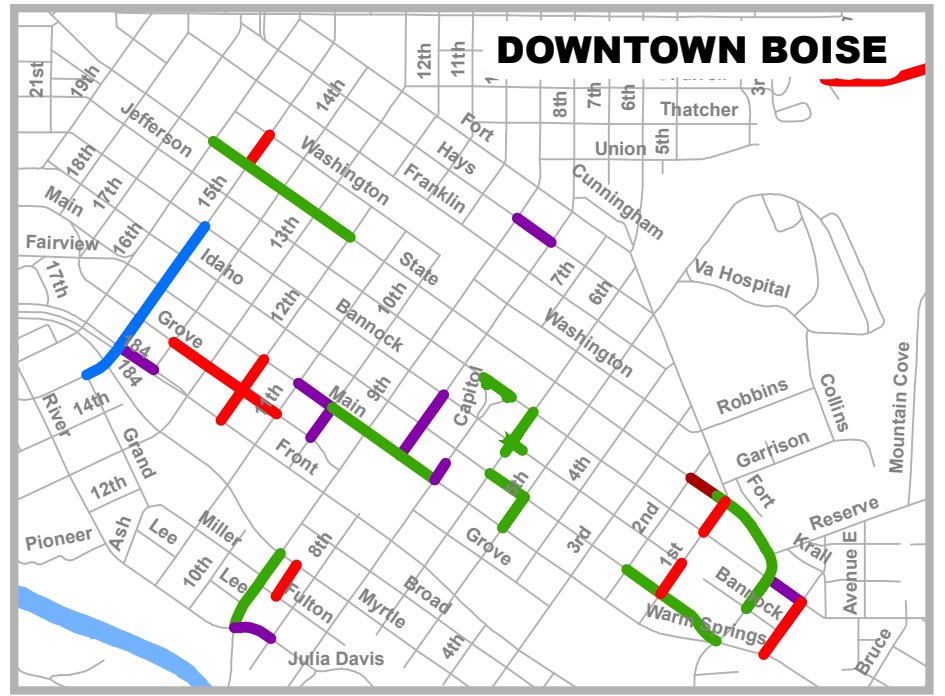 DOWNTOWN BOISE
21st
19th
14th
12th
11th
8th
7th
6th
Thatcher
Jefferson
Fort
Union
5th
18th
Washington
Hays
Main
17th
15th
Franklin
Cunningham
Fairview
16th
13th
17th
Idaho
State
7th
6th
Va Hospital
12th
10th
Grove
Bannock
Washington
184
184
Main
9th
Capitol
Robbins
Collins
Mountain Cove
14th
River
11th
Grand
Front
Garrison
12th
6th
4th
Fort
Pioneer
Ash
Lee
Miller
8th
Grove
3rd
2nd
Reserve
10th
Lee
1st
Krall
Avenue E
Fulton
Myrtle
Broad
Bannock
Warm Springs
4th
Julia Davis
Bruce